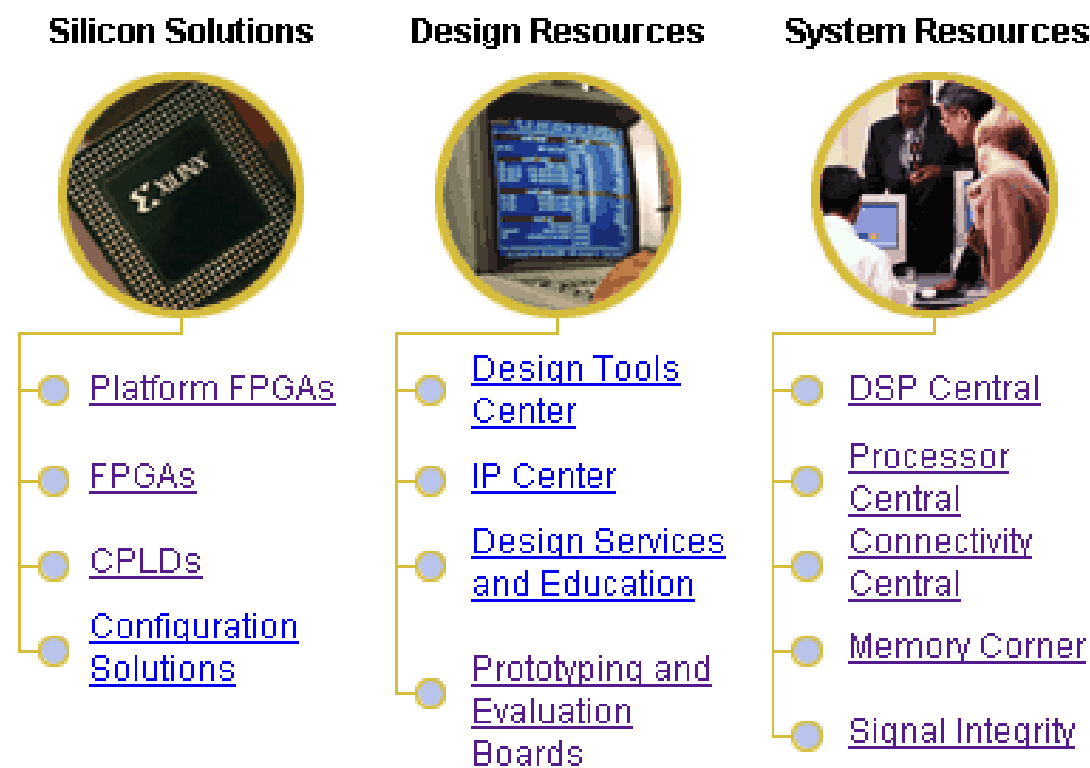 Silicon Solutions
Design Resources
System Resources
Σ XILINX
Platform FPGAs
FPGAs
CPLDs
Configuration
Solutions
Design Tools
Center
IP Center
Design Services
and Education
Prototyping and
Evaluation
Boards
DSP Central
Processor
Central
Connectivity
Central
Memory Corner
Signal Integrity